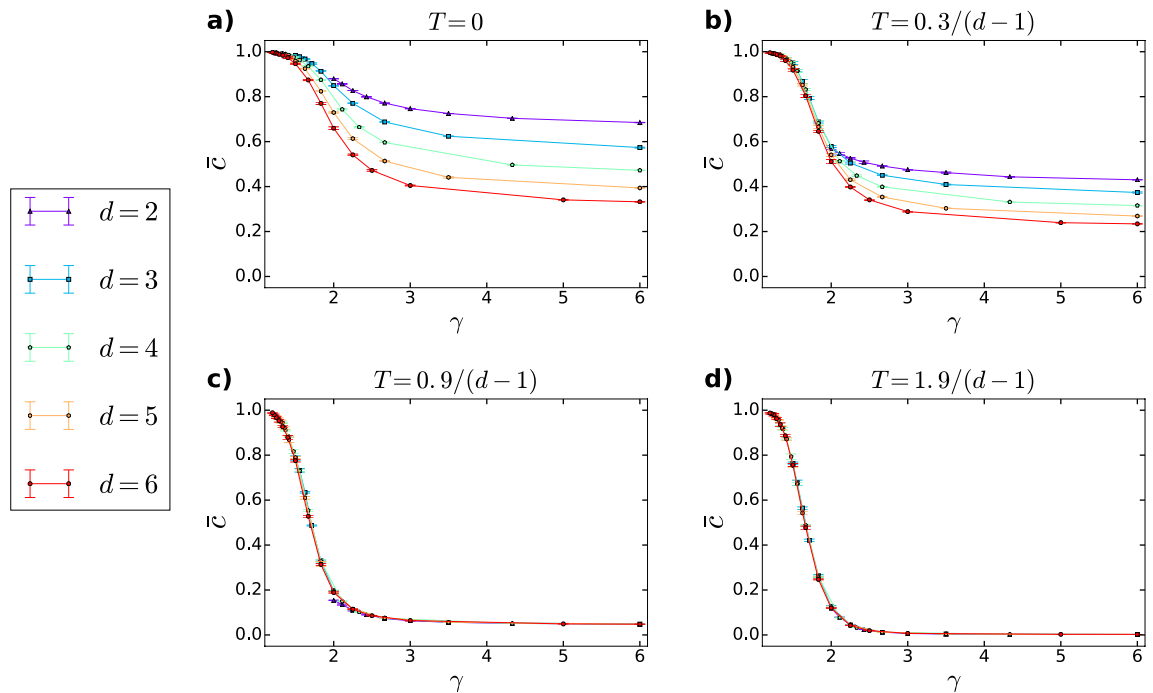 a) T = 0
1.0
0.8
0.6
0.4
0.2
0.0
c̄
2 3 4 5 6
γ
b) T = 0.3/(d − 1)
1.0
0.8
0.6
0.4
0.2
0.0
c̄
2 3 4 5 6
γ
d = 2
d = 3
d = 4
d = 5
d = 6
c) T = 0.9/(d − 1)
1.0
0.8
0.6
0.4
0.2
0.0
c̄
2 3 4 5 6
γ
d) T = 1.9/(d − 1)
1.0
0.8
0.6
0.4
0.2
0.0
c̄
2 3 4 5 6
γ